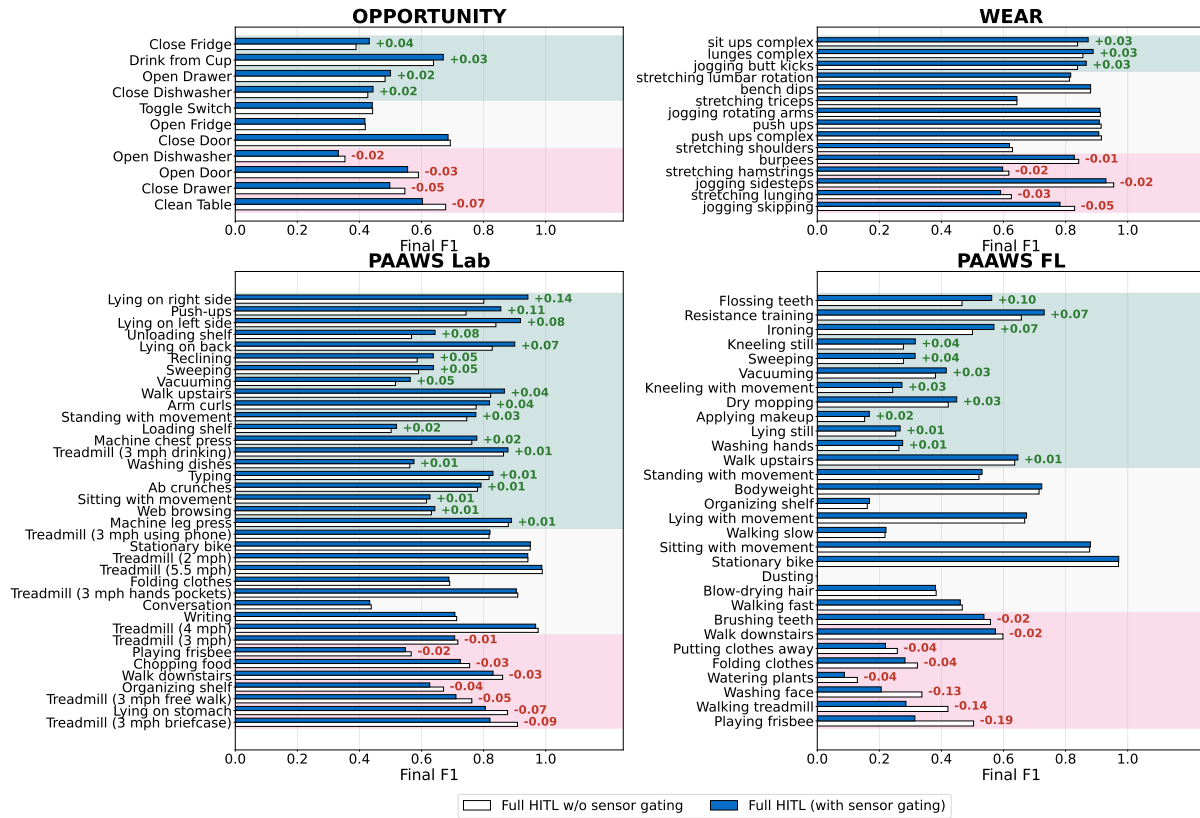 OPPORTUNITY
Close Fridge +0.04
Drink from Cup +0.03
Open Drawer +0.02
Close Dishwasher +0.02
Toggle Switch
Open Fridge
Close Door
Open Dishwasher -0.02
Open Door -0.03
Close Drawer -0.05
Clean Table -0.07
0.0 0.2 0.4 0.6 0.8 1.0
Final F1
WEAR
sit ups complex +0.03
lunges complex +0.03
jogging butt kicks +0.03
stretching lumbar rotation
bench dips
stretching triceps
jogging rotating arms
push ups
push ups complex
stretching shoulders
burpees -0.01
stretching hamstrings -0.02
jogging sidesteps -0.02
stretching lunging -0.03
jogging skipping -0.05
0.0 0.2 0.4 0.6 0.8 1.0
Final F1
PAAWS Lab
Lying on right side +0.14
Push-ups +0.11
Lying on left side +0.08
Unloading shelf +0.08
Lying on back +0.07
Reclining +0.05
Sweeping +0.05
Vacuuming +0.05
Walk upstairs +0.04
Arm curls +0.04
Standing with movement +0.03
Loading shelf +0.02
Machine chest press +0.02
Treadmill (3 mph drinking) +0.01
Washing dishes +0.01
Typing +0.01
Ab crunches +0.01
Sitting with movement +0.01
Web browsing +0.01
Machine leg press +0.01
Treadmill (3 mph using phone)
Stationary bike
Treadmill (2 mph)
Treadmill (5.5 mph)
Folding clothes
Treadmill (3 mph hands pockets)
Conversation
Writing
Treadmill (4 mph)
Treadmill (3 mph) -0.01
Playing frisbee -0.02
Chopping food -0.03
Walk downstairs -0.03
Organizing shelf -0.04
Treadmill (3 mph free walk) -0.05
Lying on stomach -0.07
Treadmill (3 mph briefcase) -0.09
0.0 0.2 0.4 0.6 0.8 1.0
Final F1
PAAWS FL
Flossing teeth +0.10
Resistance training +0.07
Ironing +0.07
Kneeling still +0.04
Sweeping +0.04
Vacuuming +0.03
Kneeling with movement +0.03
Dry mopping +0.03
Applying makeup +0.02
Lying still +0.01
Washing hands +0.01
Walk upstairs +0.01
Standing with movement
Bodyweight
Organizing shelf
Lying with movement
Walking slow
Sitting with movement
Stationary bike
Dusting
Blow-drying hair
Walking fast
Brushing teeth -0.02
Walk downstairs -0.02
Putting clothes away -0.04
Folding clothes -0.04
Watering plants -0.04
Washing face -0.13
Walking treadmill -0.14
Playing frisbee -0.19
0.0 0.2 0.4 0.6 0.8 1.0
Final F1
Full HITL w/o sensor gating Full HITL (with sensor gating)